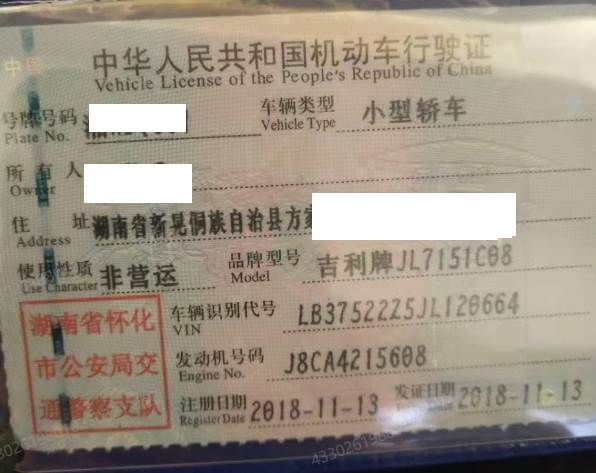 中华人民共和国机动车行驶证
Vehicle License of the People's Republic of China
号牌号码
Plate No.
车辆类型 小型轿车
Vehicle Type
所有人
Owner
住 址 湖南省新晃侗族自治县方家
Address
使用性质 非营运
Use Character
品牌型号 吉利牌JL7151C08
Model
车辆识别代号 LB37522Z5JL120664
VIN
发动机号码 J8CA4215608
Engine No.
注册日期 2018-11-13
Register Date
发证日期 2018-11-13
湖南省怀化
市公安局交
通警察支队